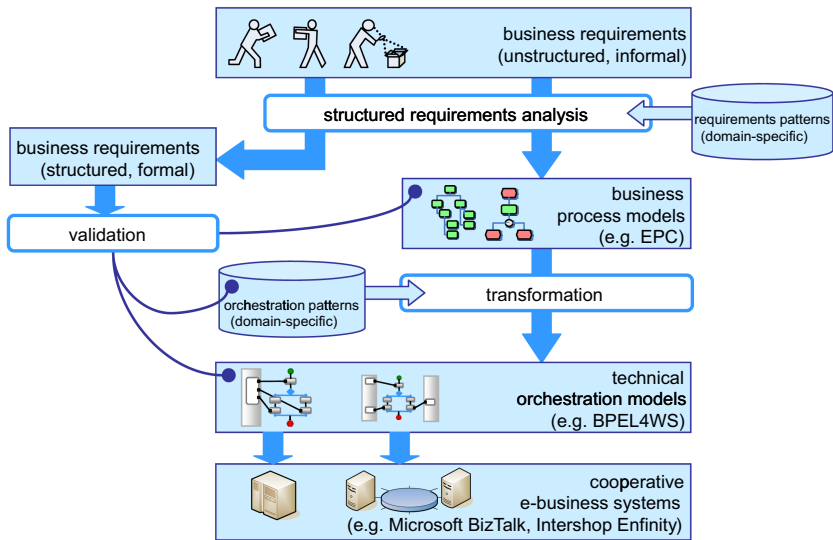 business requirements
(unstructured, informal)
structured requirements analysis
requirements patterns
(domain-specific)
business requirements
(structured, formal)
business
process models
(e.g. EPC)
validation
orchestration patterns
(domain-specific)
transformation
technical
orchestration models
(e.g. BPEL4WS)
cooperative
e-business systems
(e.g. Microsoft BizTalk, Intershop Enfinity)